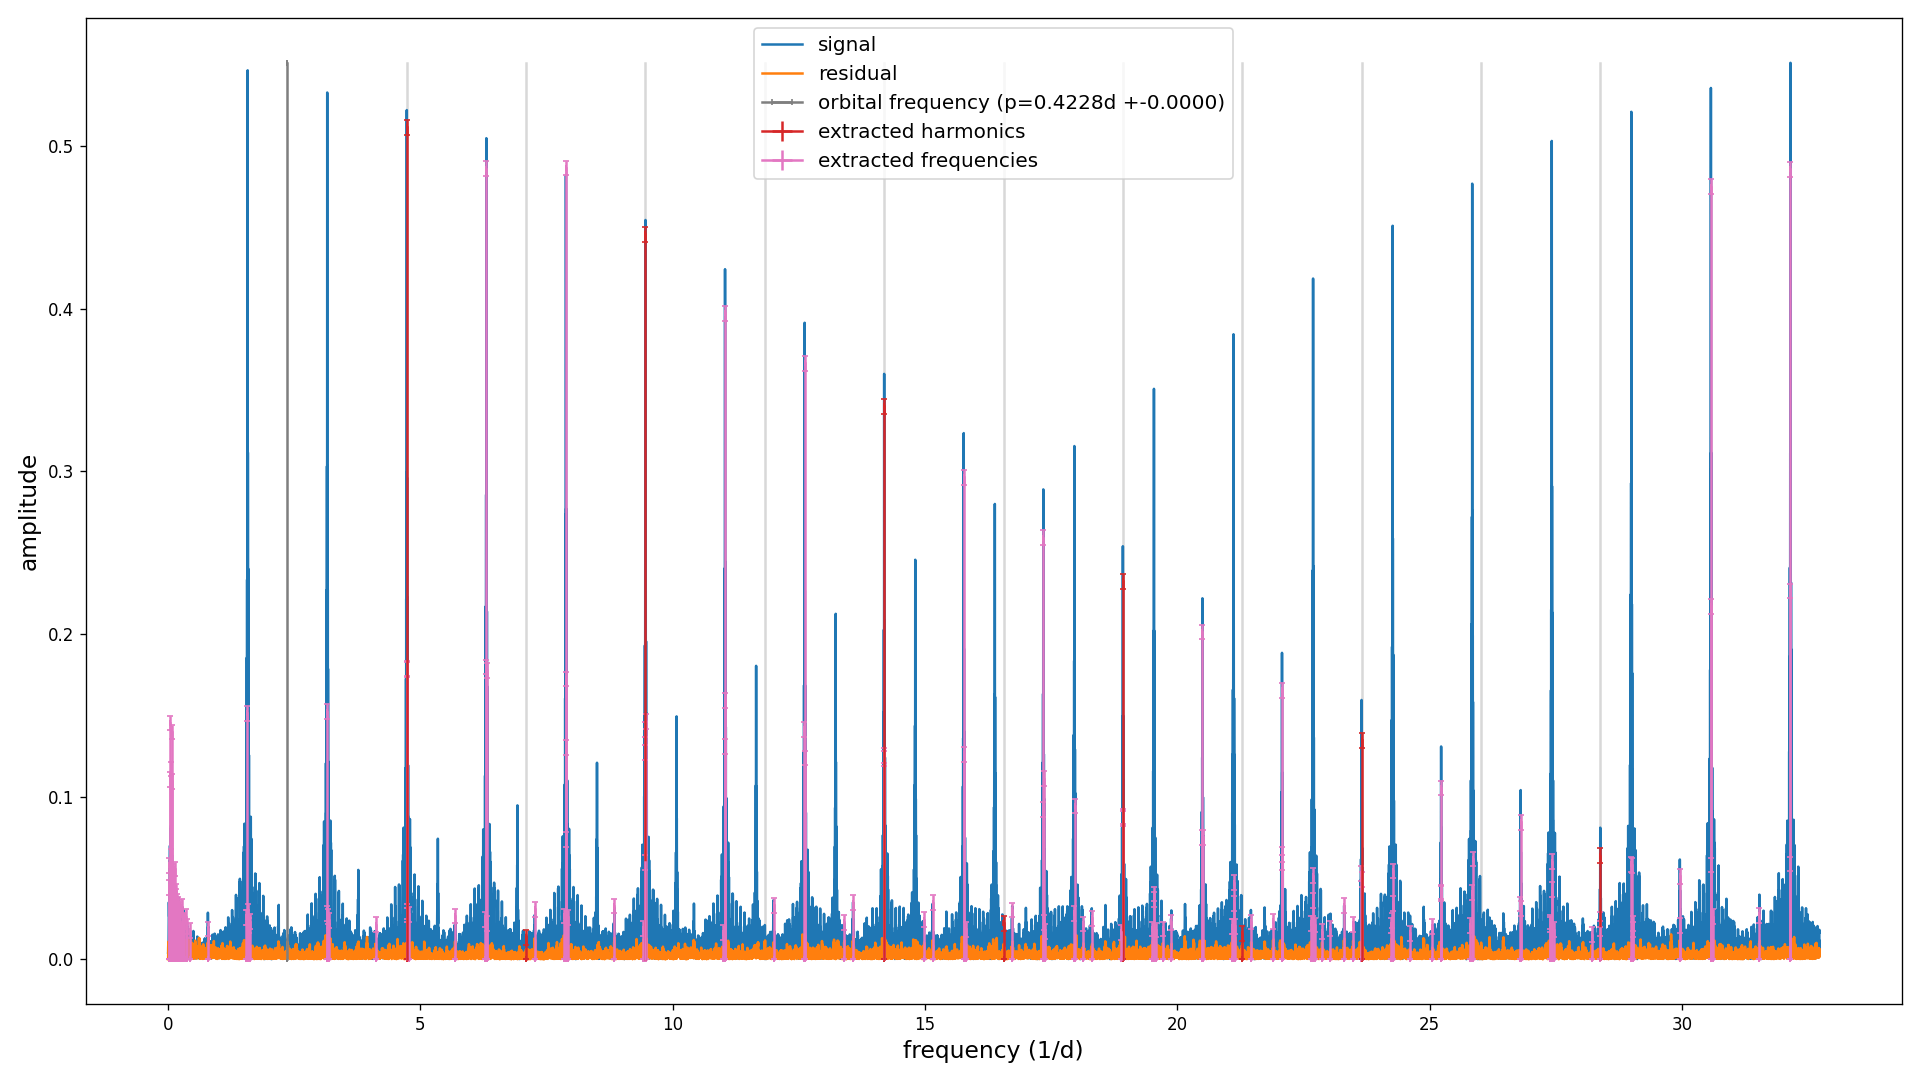 signal
residual
orbital frequency (p=0.4228d +-0.0000)
extracted harmonics
extracted frequencies
0.5
0.4
0.3
0.2
0.1
0.0
amplitude
0 5 10 15 20 25 30
frequency (1/d)